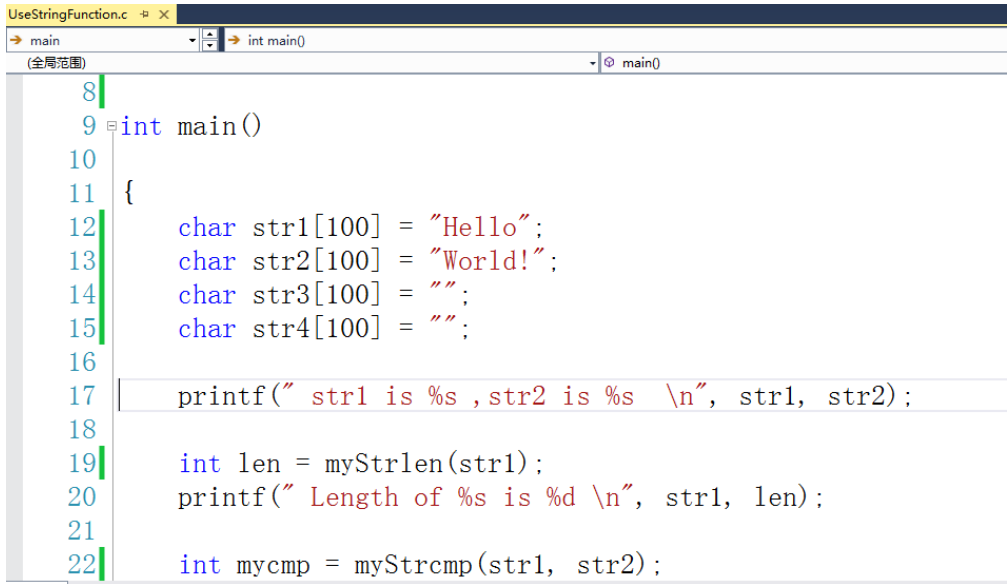 UseStringFunction.c
main int main()
(全局范围) main()
8
9 int main()
10
11 {
12 char str1[100] = "Hello";
13 char str2[100] = "World!";
14 char str3[100] = "";
15 char str4[100] = "";
16
17 printf(" str1 is %s ,str2 is %s  \n", str1, str2);
18
19 int len = myStrlen(str1);
20 printf(" Length of %s is %d \n", str1, len);
21
22 int mycmp = myStrcmp(str1, str2);